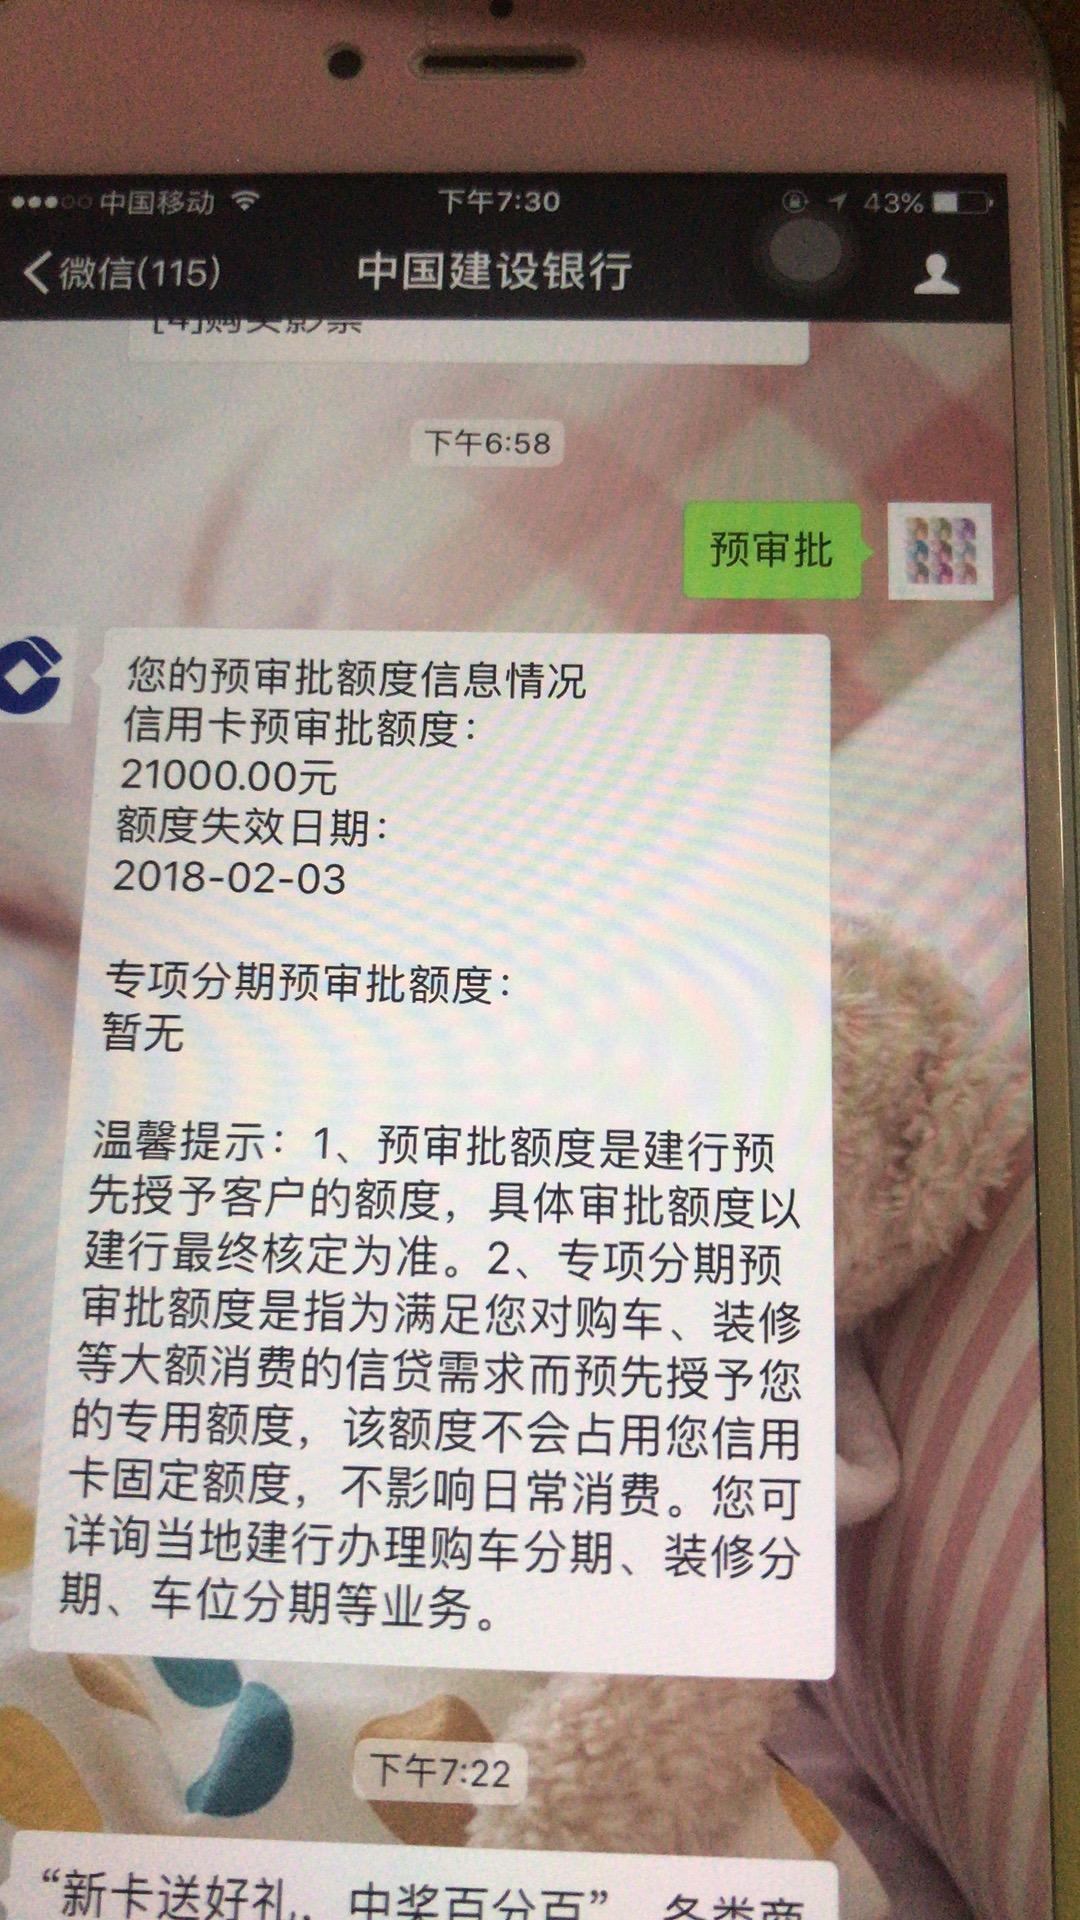 中国移动
下午7:30
43%
微信(115)
中国建设银行
[4]购买影票
下午6:58
预审批
您的预审批额度信息情况
信用卡预审批额度：
21000.00元
额度失效日期：
2018-02-03
专项分期预审批额度：
暂无
温馨提示：1、预审批额度是建行预
先授予客户的额度，具体审批额度以
建行最终核定为准。2、专项分期预
审批额度是指为满足您对购车、装修
等大额消费的信贷需求而预先授予您
的专用额度，该额度不会占用您信用
卡固定额度，不影响日常消费。您可
详询当地建行办理购车分期、装修分
期、车位分期等业务。
下午7:22
“新卡送好礼，中奖百分百”，各类商